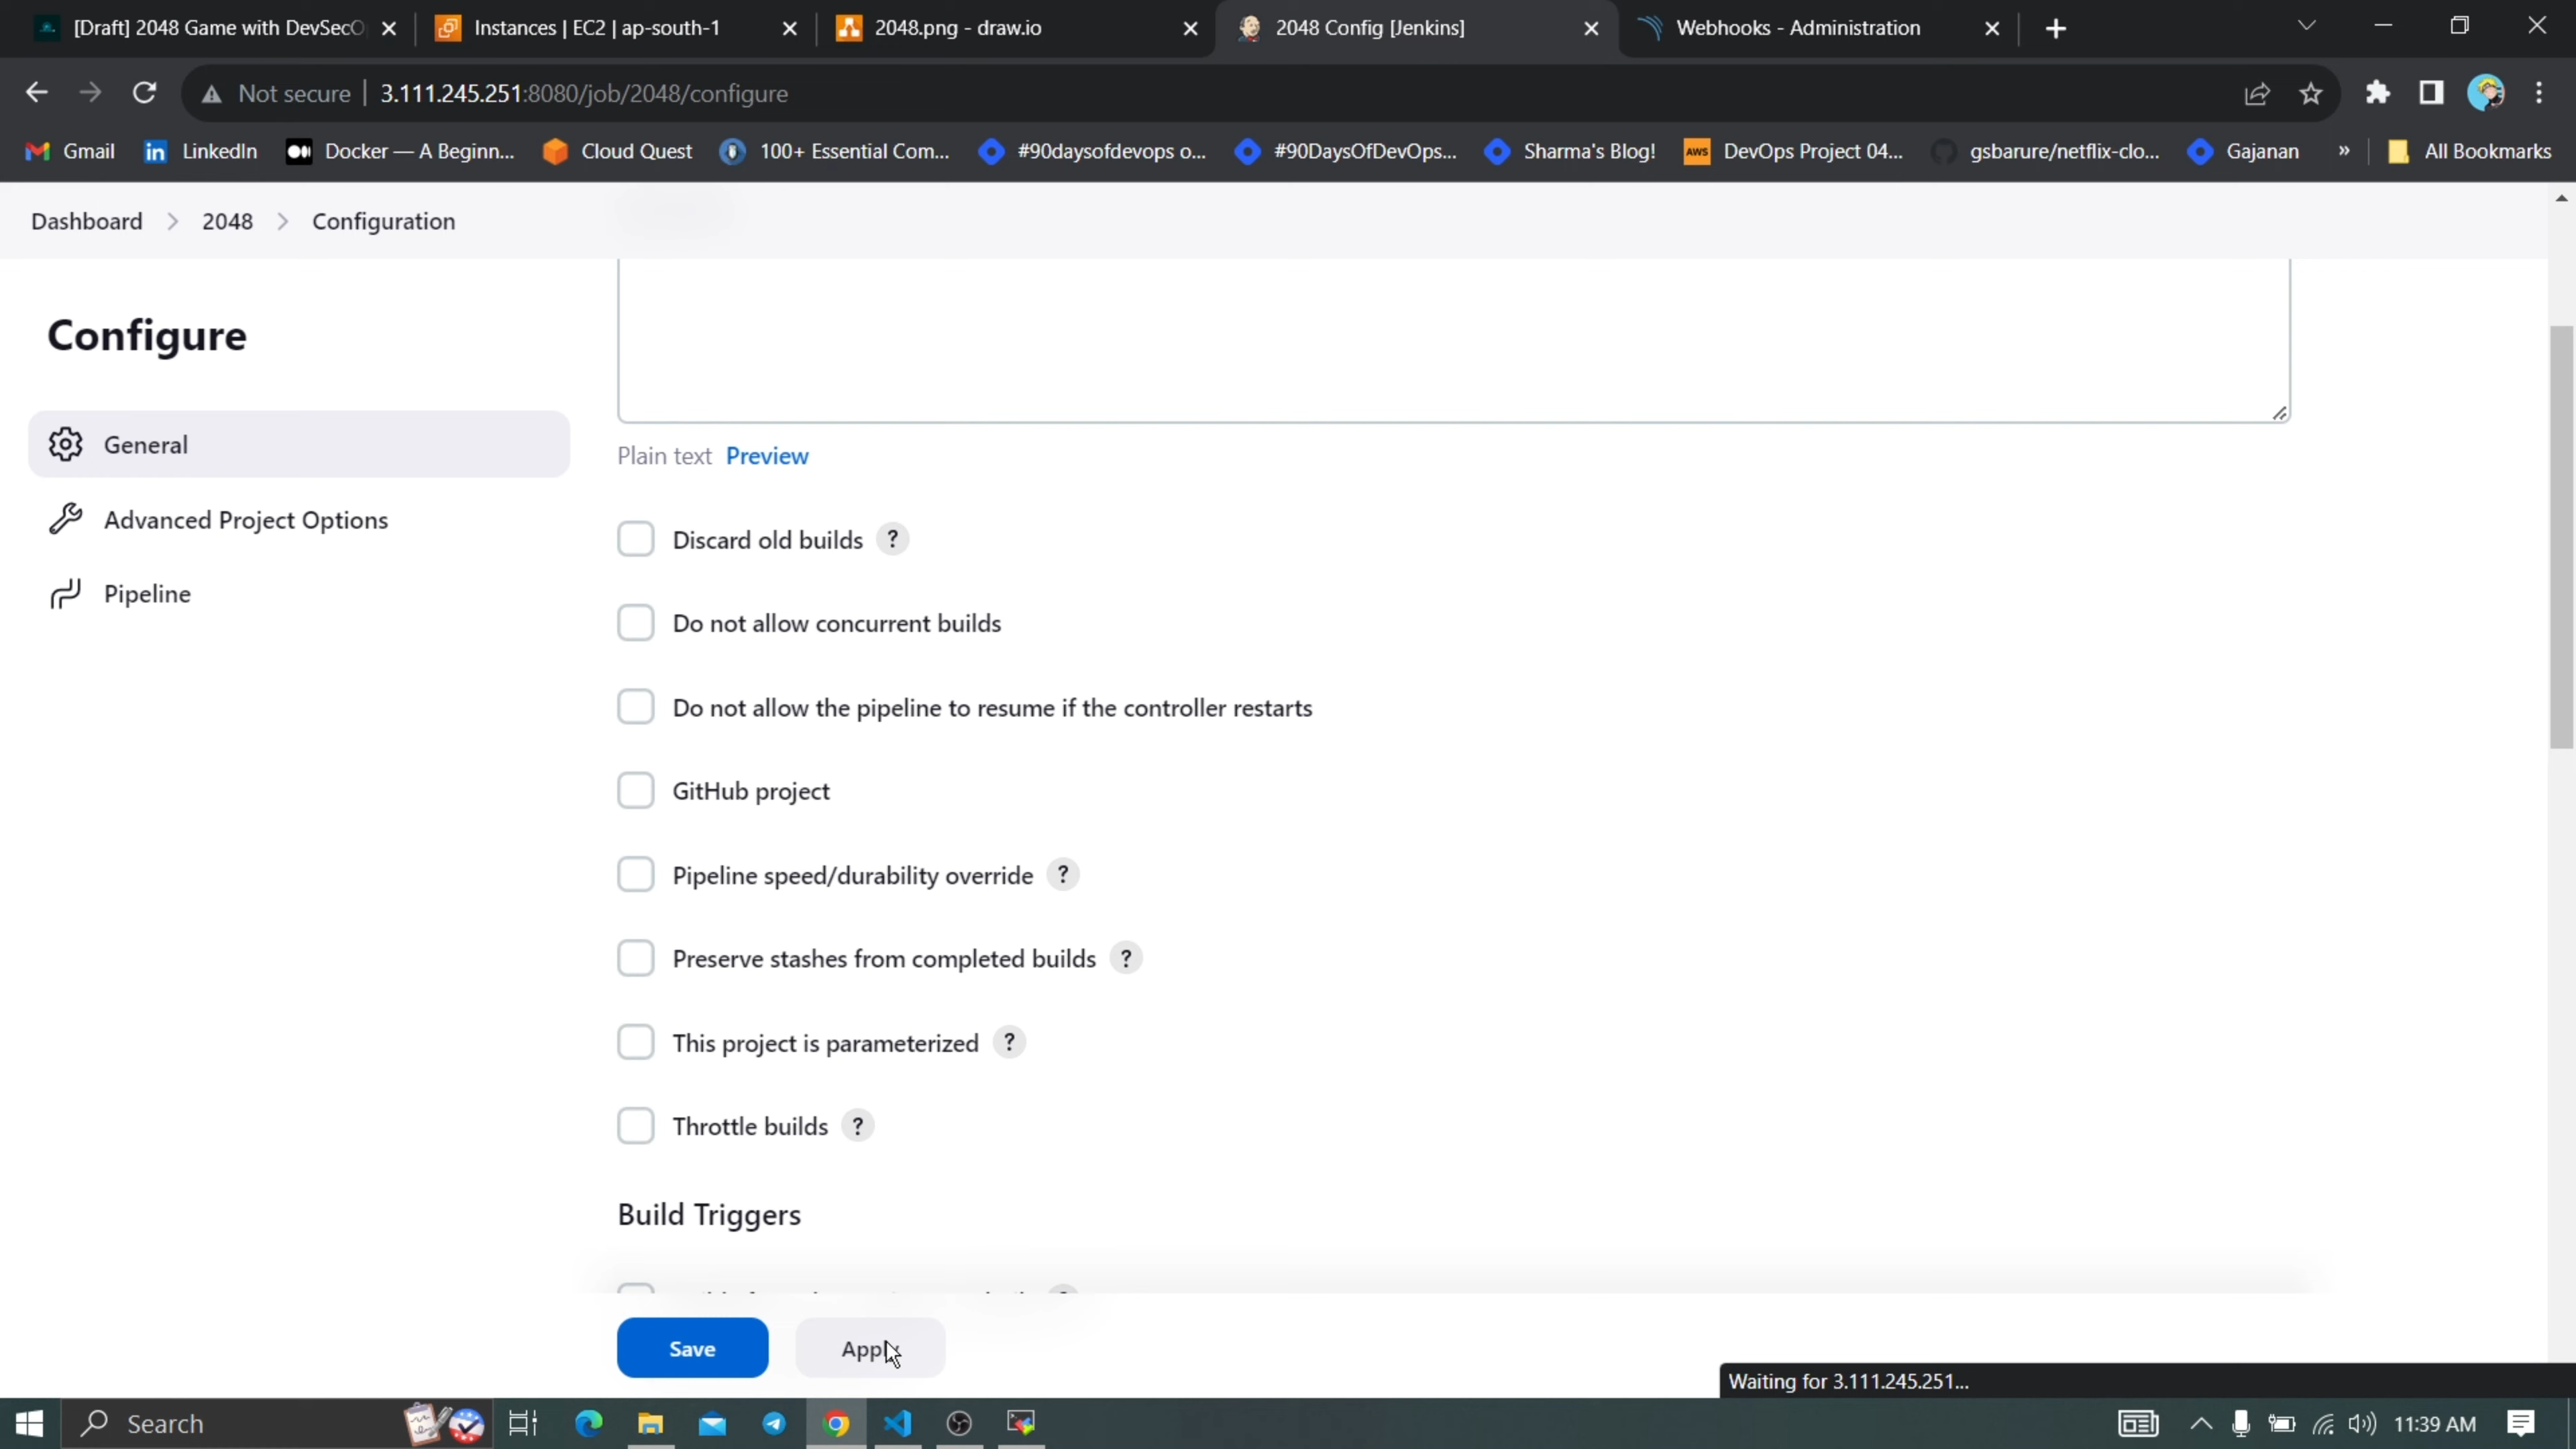 [Draft] 2048 Game with DevSecO
Instances | EC2 | ap-south-1
2048.png - draw.io
2048 Config [Jenkins]
Webhooks - Administration
Not secure
3.111.245.251:8080/job/2048/configure
Gmail
LinkedIn
Docker — A Beginn...
Cloud Quest
100+ Essential Com...
#90daysofdevops o...
#90DaysOfDevOps...
Sharma's Blog!
aws
DevOps Project 04...
gsbarure/netflix-clo...
Gajanan
»
All Bookmarks
Dashboard > 2048 > Configuration
Configure
General
Advanced Project Options
Pipeline
Plain text Preview
Discard old builds ?
Do not allow concurrent builds
Do not allow the pipeline to resume if the controller restarts
GitHub project
Pipeline speed/durability override ?
Preserve stashes from completed builds ?
This project is parameterized ?
Throttle builds ?
Build Triggers
Save
Apply
Waiting for 3.111.245.251...
Search
11:39 AM